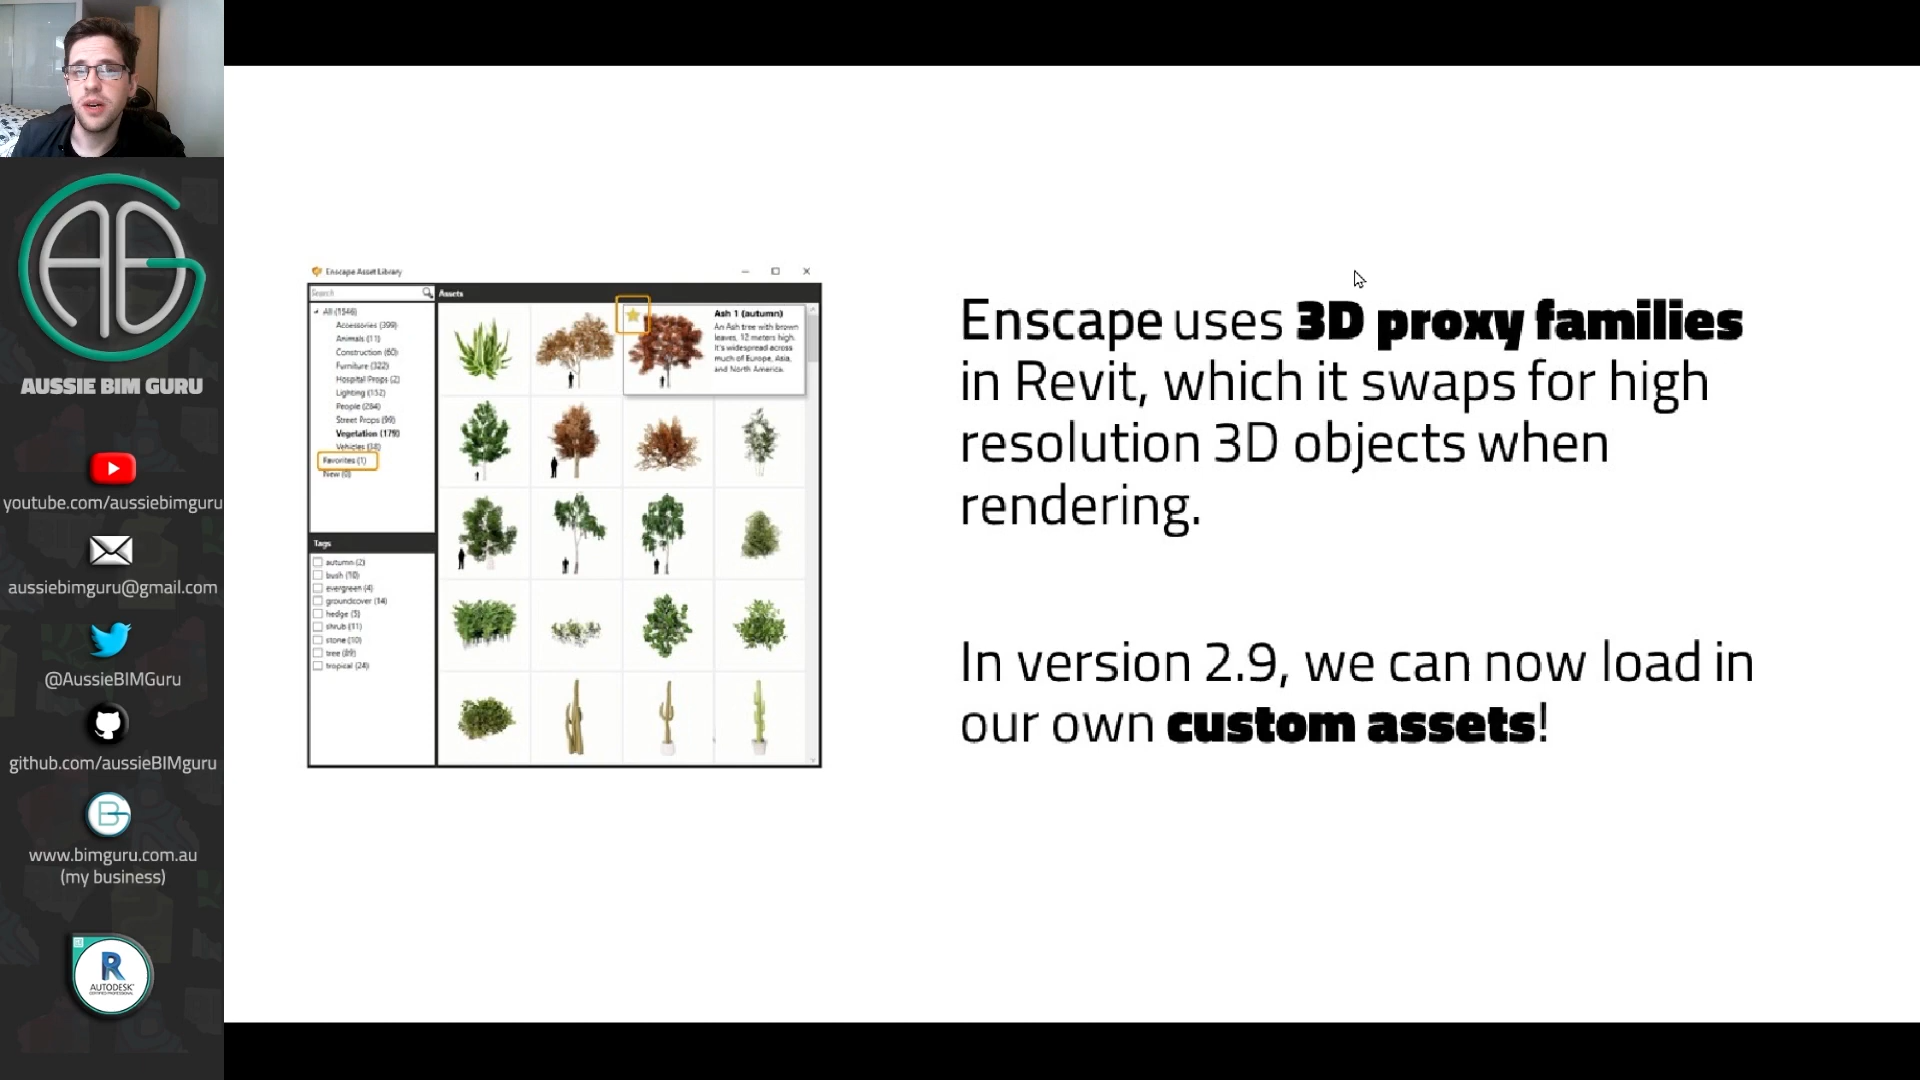 AUSSIE BIM GURU
youtube.com/aussiebimguru
aussiebimguru@gmail.com
@AussieBIMGuru
github.com/aussieBIMguru
www.bimguru.com.au
(my business)
R
AUTODESK
Enscape Asset Library
Search
Assets
All (1546)
Accessories (399)
Animals (11)
Construction (60)
Furniture (322)
Hospital Props (2)
Lighting (152)
People (284)
Street Props (99)
Vegetation (179)
Vehicles (38)
Favorites (1)
New (0)
Tags
autumn (2)
bush (10)
evergreen (4)
groundcover (14)
hedge (5)
shrub (11)
stone (10)
tree (89)
tropical (24)
Ash 1 (autumn)
An Ash tree with brown
leaves, 12 meters high.
It's widespread across
much of Europe, Asia,
and North America.
Enscape uses 3D proxy families
in Revit, which it swaps for high
resolution 3D objects when
rendering.
In version 2.9, we can now load in
our own custom assets!